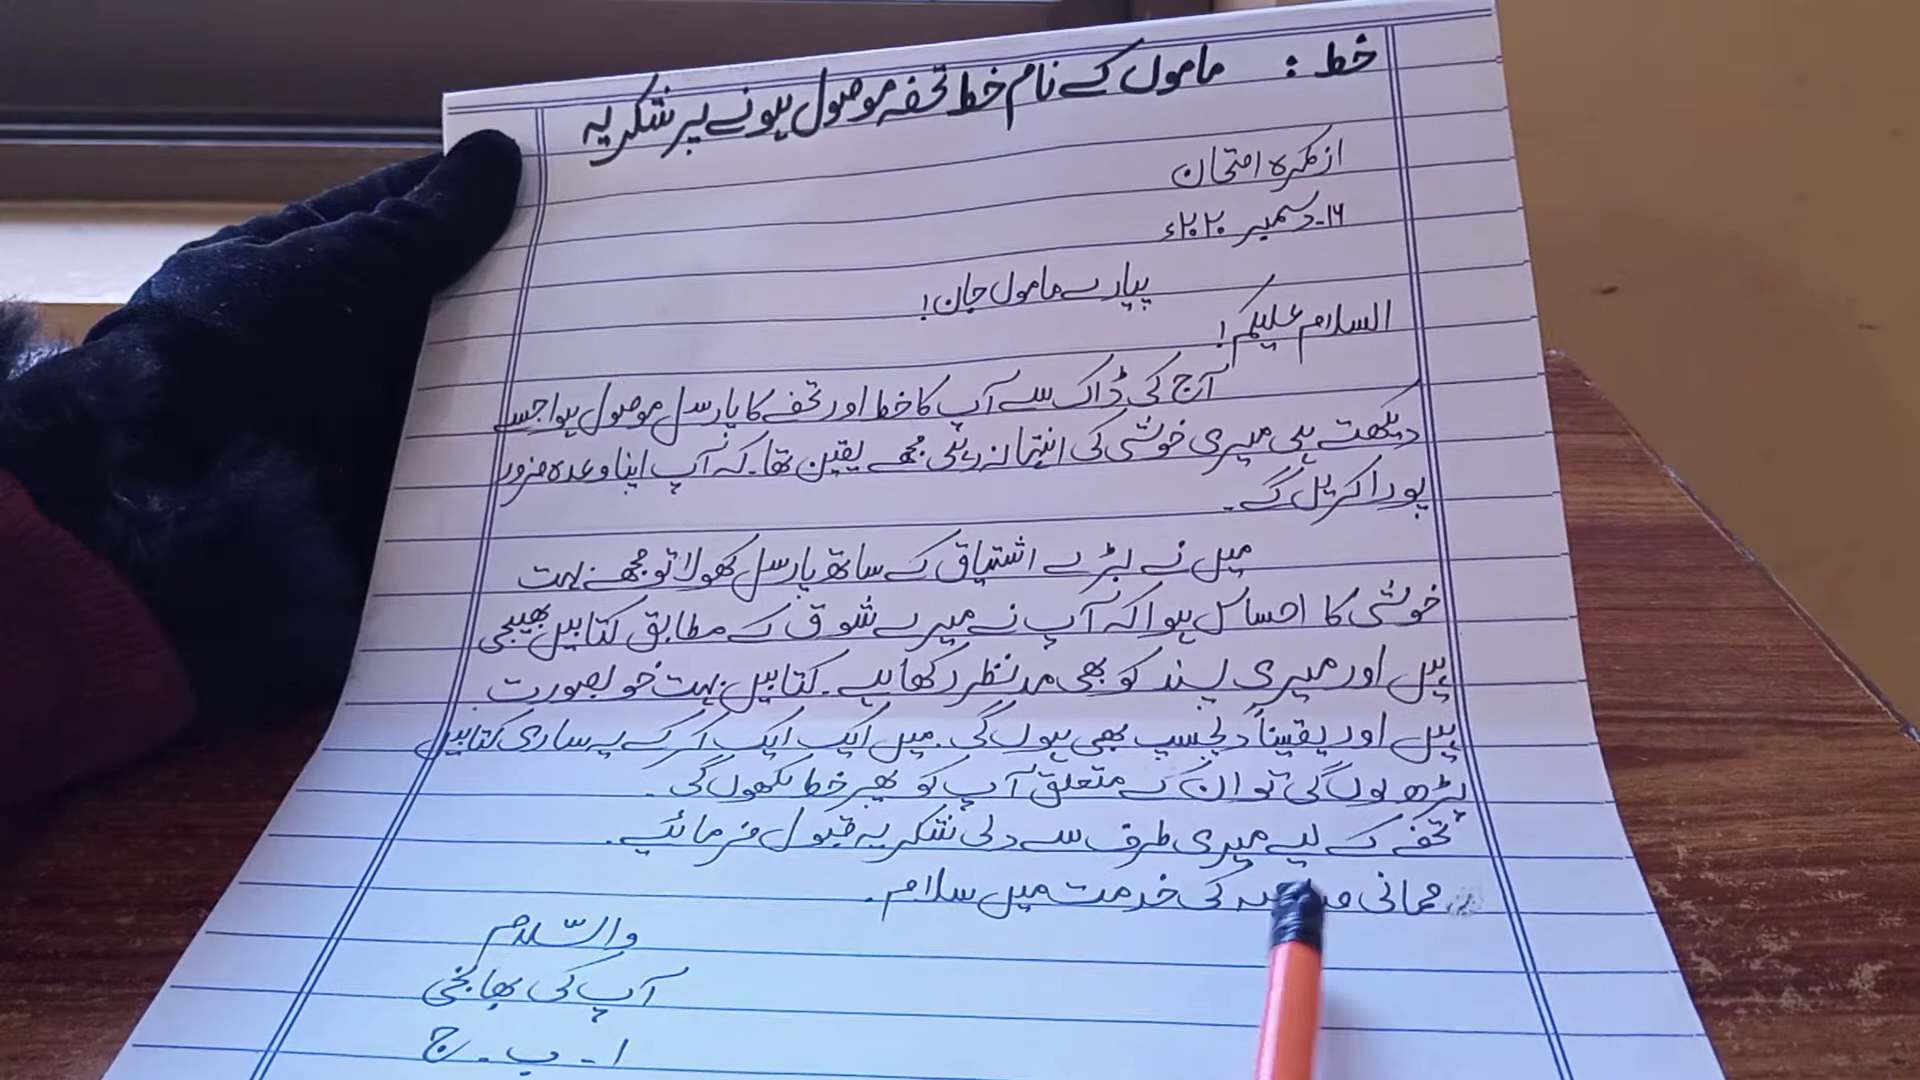 خط : ماموں کے نام خط تحفہ موصول ہونے پر شکریہ
از کمرہ امتحان
۱۶-دسمبر ۲۰۲۰ء
پیارے ماموں جان!
السلام علیکم!
آج کی ڈاک سے آپ کا خط اور تحفے کا پارسل موصول ہوا جسے
دیکھتے ہی میری خوشی کی انتہا نہ رہی مجھے یقین تھا۔ کہ آپ اپنا وعدہ ضرور
پورا کریں گے۔
میں نے بڑے اشتیاق کے ساتھ پارسل کھولا تو مجھے بہت
خوشی کا احساس ہوا کہ آپ نے میرے شوق کے مطابق کتابیں بھیجی
ہیں اور میری پسند کو بھی مدنظر رکھا ہے۔ کتابیں بہت خوبصورت
ہیں اور یقیناً دلچسپ بھی ہوں گی۔ میں ایک ایک کر کے یہ ساری کتابیں
پڑھ لوں گی تو ان کے متعلق آپ کو پھر خط لکھوں گی۔
تحفے کے لیے میری طرف سے دلی شکریہ قبول فرمائیے۔
ممانی کی خدمت میں سلام۔
والسّلام
آپ کی بھانجی
ا۔ ب۔ ج